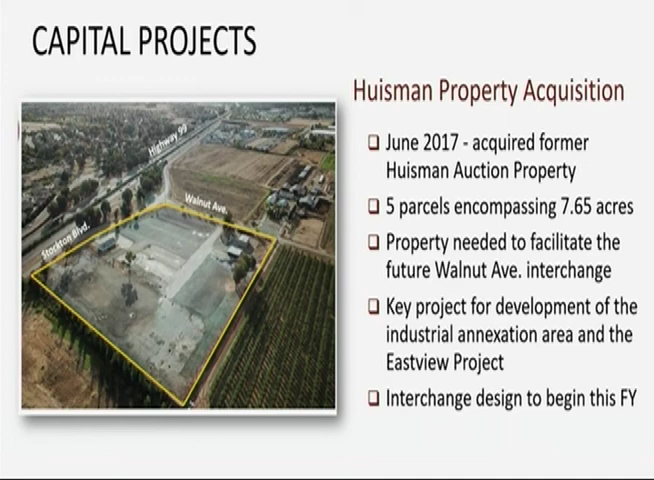 CAPITAL PROJECTS
Huisman Property Acquisition
Highway 99
Walnut Ave.
Stockton Blvd.
June 2017 - acquired former
Huisman Auction Property
5 parcels encompassing 7.65 acres
Property needed to facilitate the
future Walnut Ave. interchange
Key project for development of the
industrial annexation area and the
Eastview Project
Interchange design to begin this FY